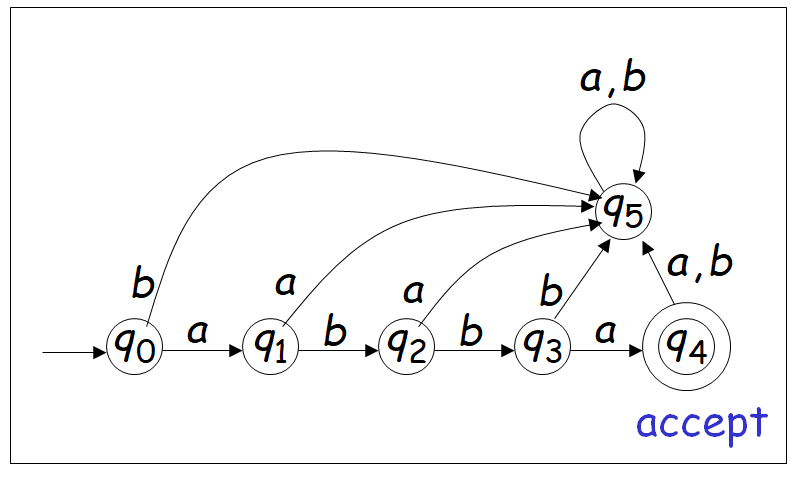 a,b
q5
b a a b a,b
q0 a q1 b q2 b q3 a q4
accept